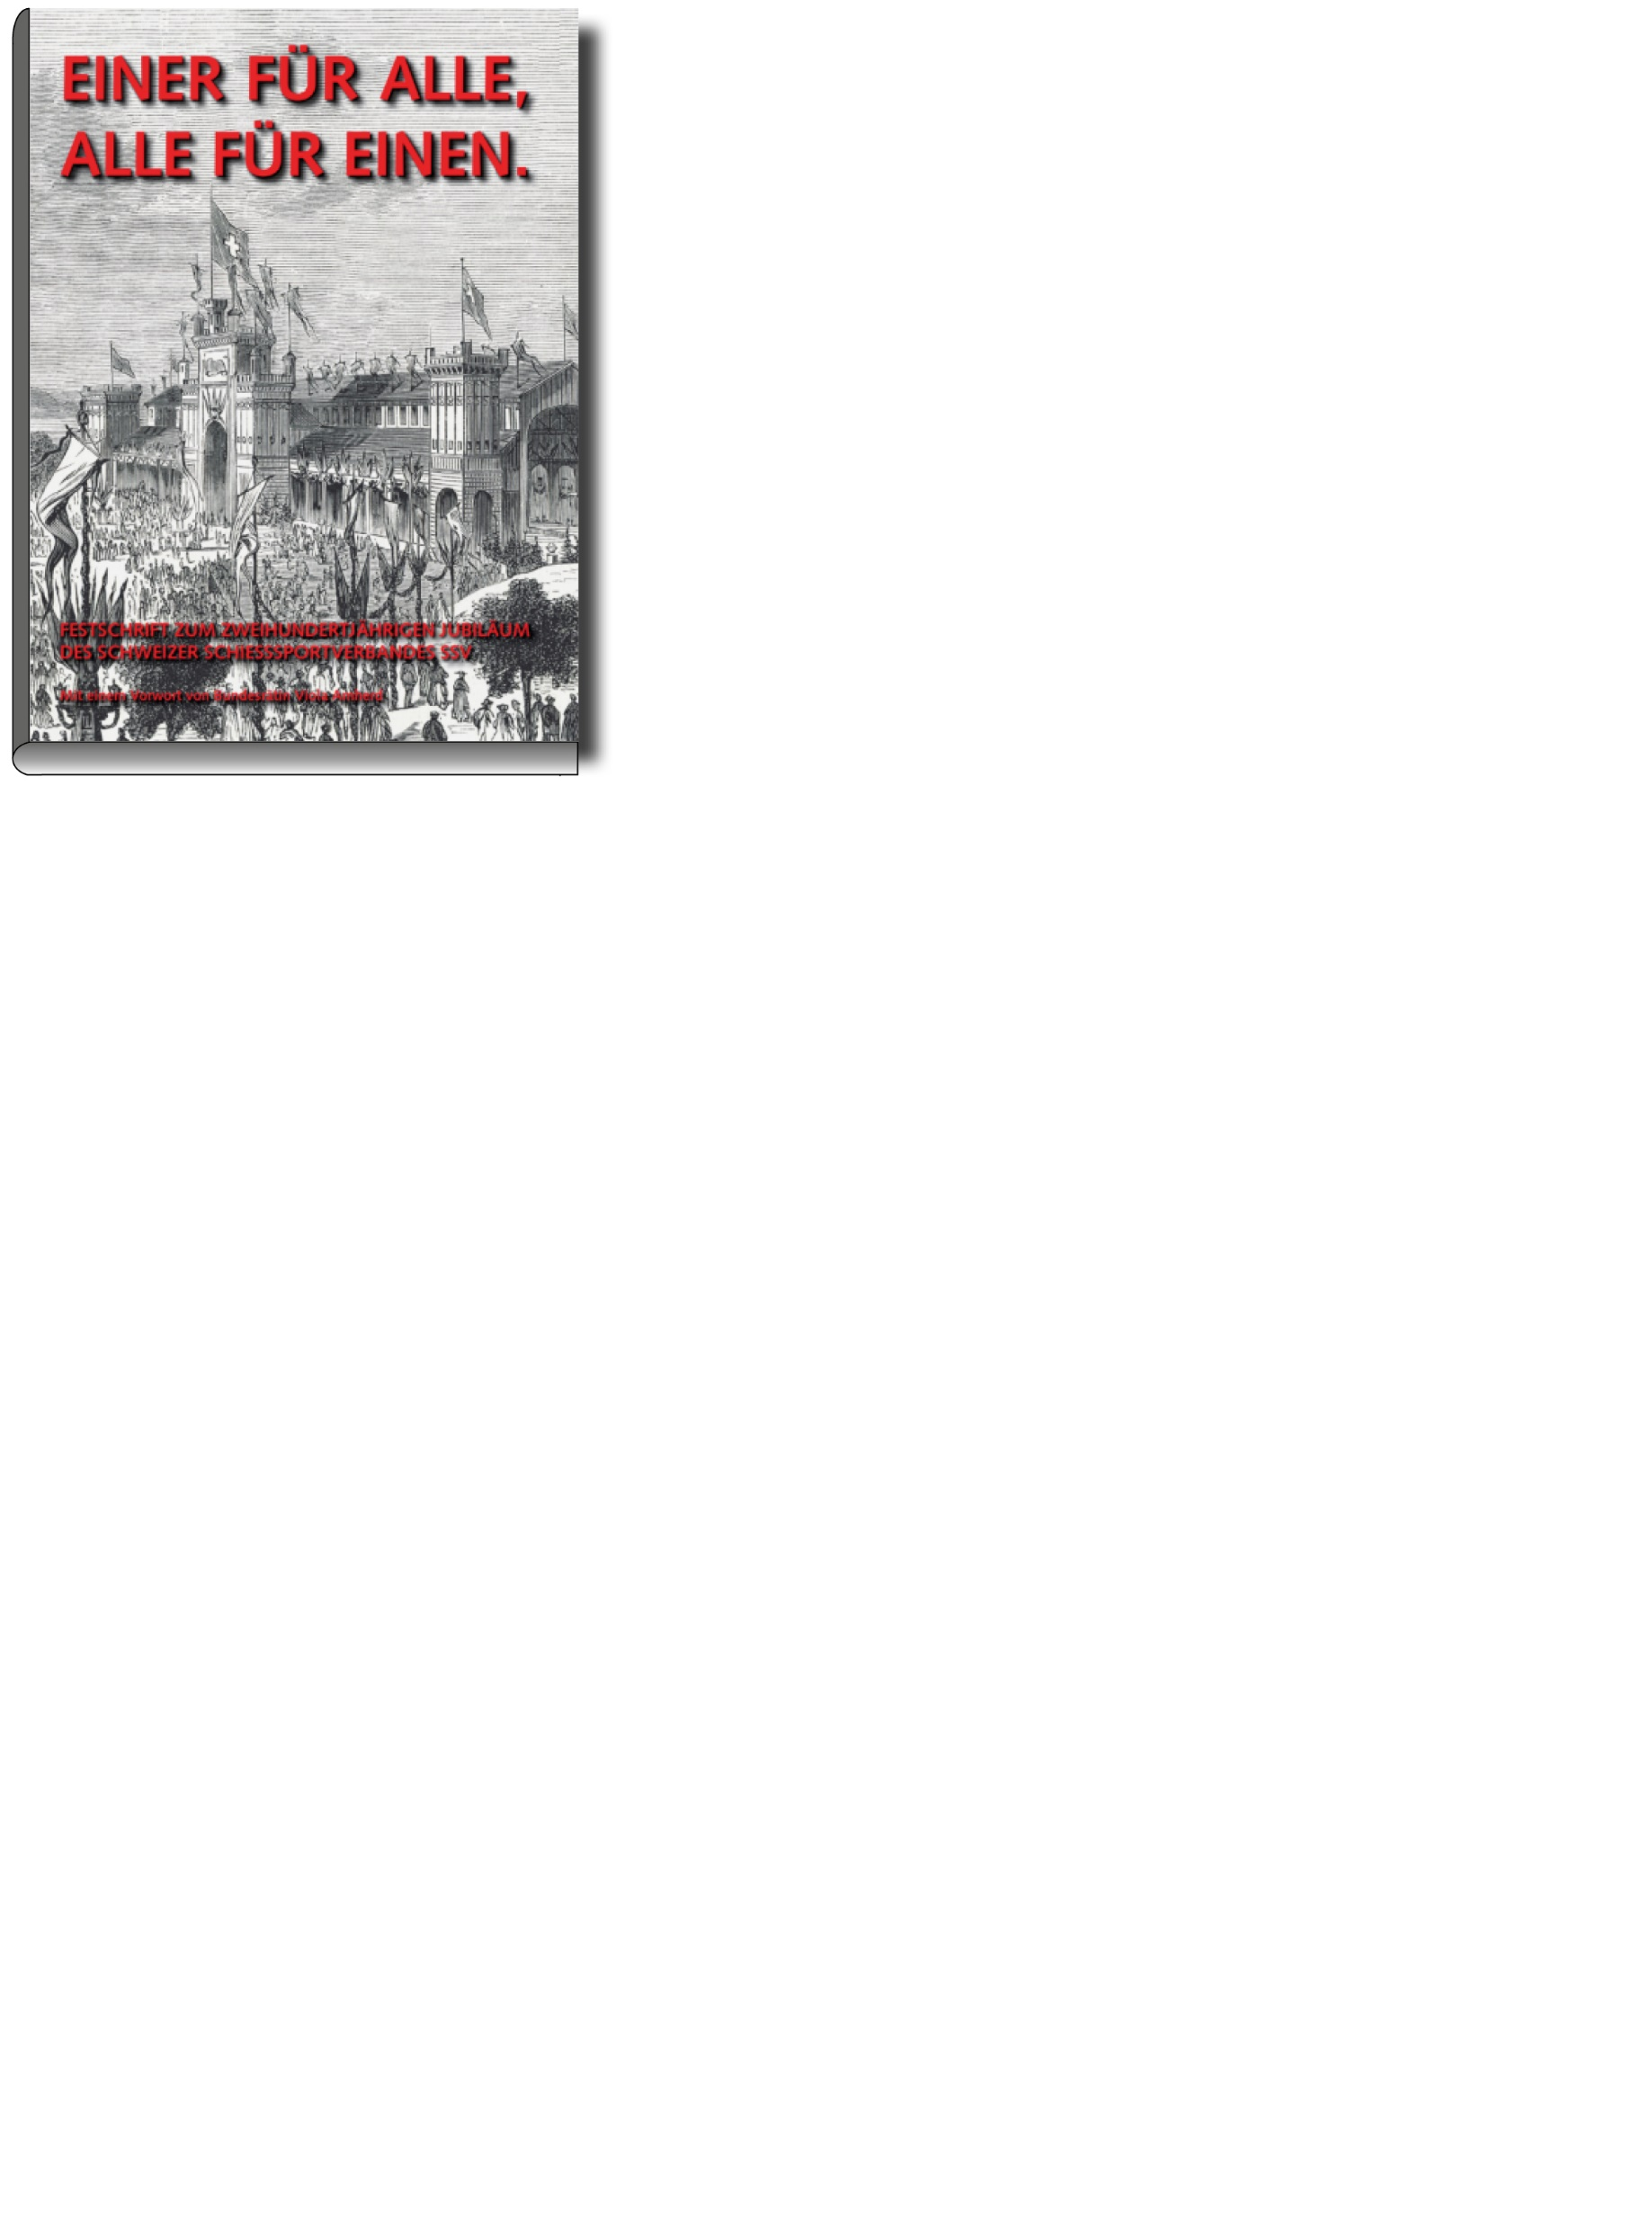 EINER FÜR ALLE,
ALLE FÜR EINEN.
FESTSCHRIFT ZUM ZWEIHUNDERTJÄHRIGEN JUBILÄUM
DES SCHWEIZER SCHIESSSPORTVERBANDES SSV
Mit einem Vorwort von Bundesrätin Viola Amherd